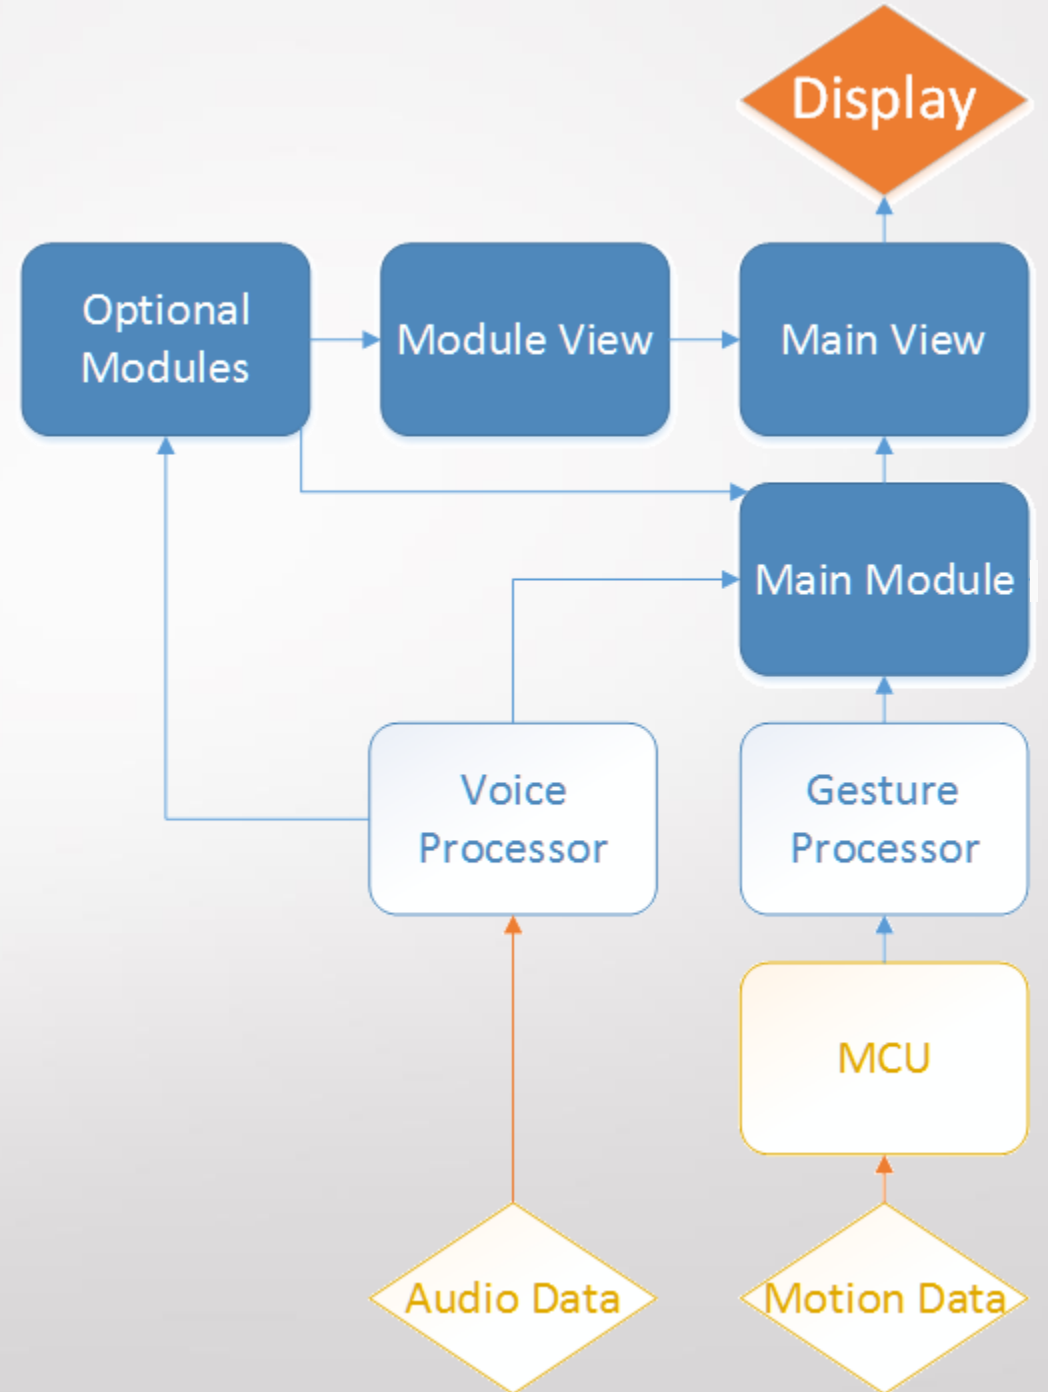 Display
Optional
Modules
Module View
Main View
Main Module
Voice
Processor
Gesture
Processor
MCU
Audio Data
Motion Data